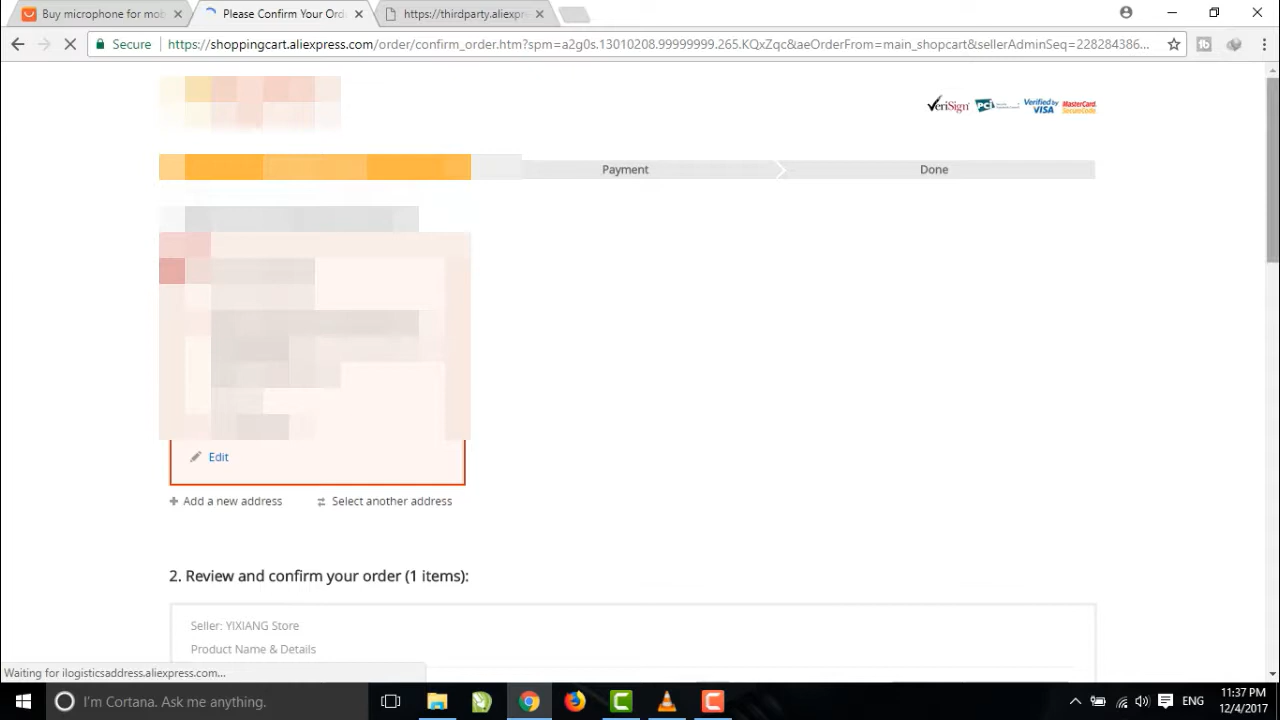 Buy microphone for mob
Please Confirm Your Ord
https://thirdparty.aliexpre
Secure
https://shoppingcart.aliexpress.com/order/confirm_order.htm?spm=a2g0s.13010208.99999999.265.KQxZqc&aeOrderFrom=main_shopcart&sellerAdminSeq=228284386...
VeriSign
PCI
Verified by
VISA
MasterCard.
SecureCode.
Payment
Done
Edit
Add a new address
Select another address
2. Review and confirm your order (1 items):
Seller: YIXIANG Store
Product Name & Details
Waiting for ilogisticsaddress.aliexpress.com...
I'm Cortana. Ask me anything.
ENG
11:37 PM
12/4/2017